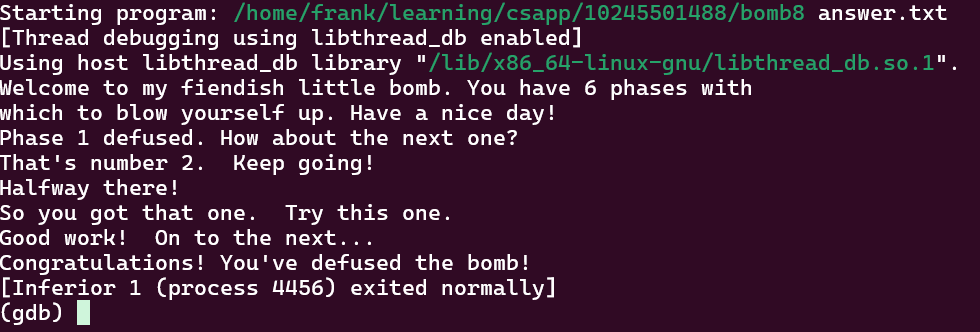 Starting program: /home/frank/learning/csapp/10245501488/bomb8 answer.txt
[Thread debugging using libthread_db enabled]
Using host libthread_db library "/lib/x86_64-linux-gnu/libthread_db.so.1".
Welcome to my fiendish little bomb. You have 6 phases with
which to blow yourself up. Have a nice day!
Phase 1 defused. How about the next one?
That's number 2.  Keep going!
Halfway there!
So you got that one.  Try this one.
Good work!  On to the next...
Congratulations! You've defused the bomb!
[Inferior 1 (process 4456) exited normally]
(gdb)